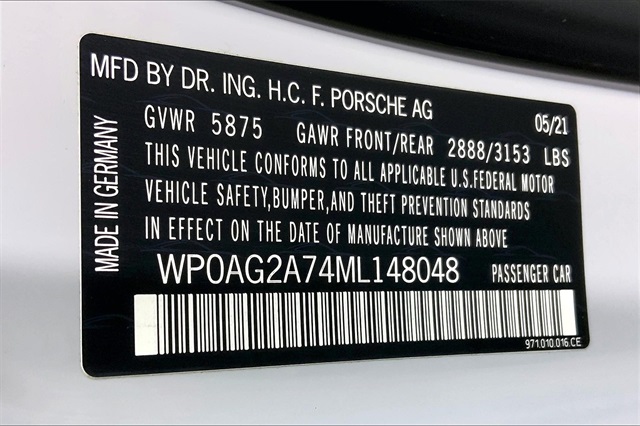 MFD BY DR. ING. H.C. F. PORSCHE AG 05/21
GVWR 5875 GAWR FRONT/REAR 2888/3153 LBS
THIS VEHICLE CONFORMS TO ALL APPLICABLE U.S.FEDERAL MOTOR
VEHICLE SAFETY,BUMPER,AND THEFT PREVENTION STANDARDS
IN EFFECT ON THE DATE OF MANUFACTURE SHOWN ABOVE
WP0AG2A74ML148048 PASSENGER CAR
971.010.016.CE
MADE IN GERMANY